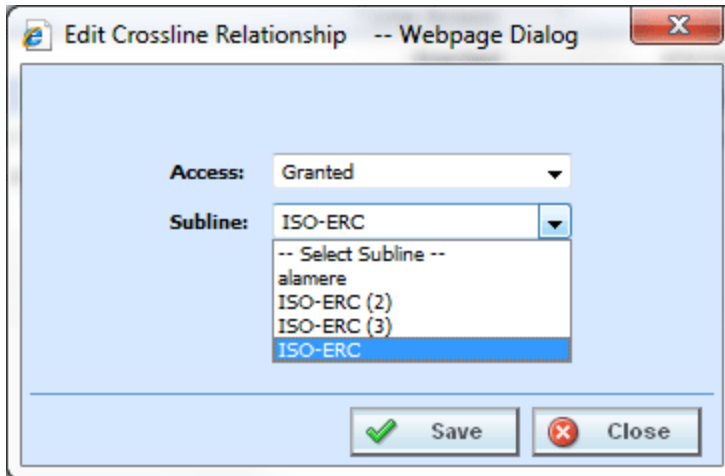 Edit Crossline Relationship -- Webpage Dialog
Access: Granted
Subline: ISO-ERC
-- Select Subline --
alamere
ISO-ERC (2)
ISO-ERC (3)
ISO-ERC
Save Close